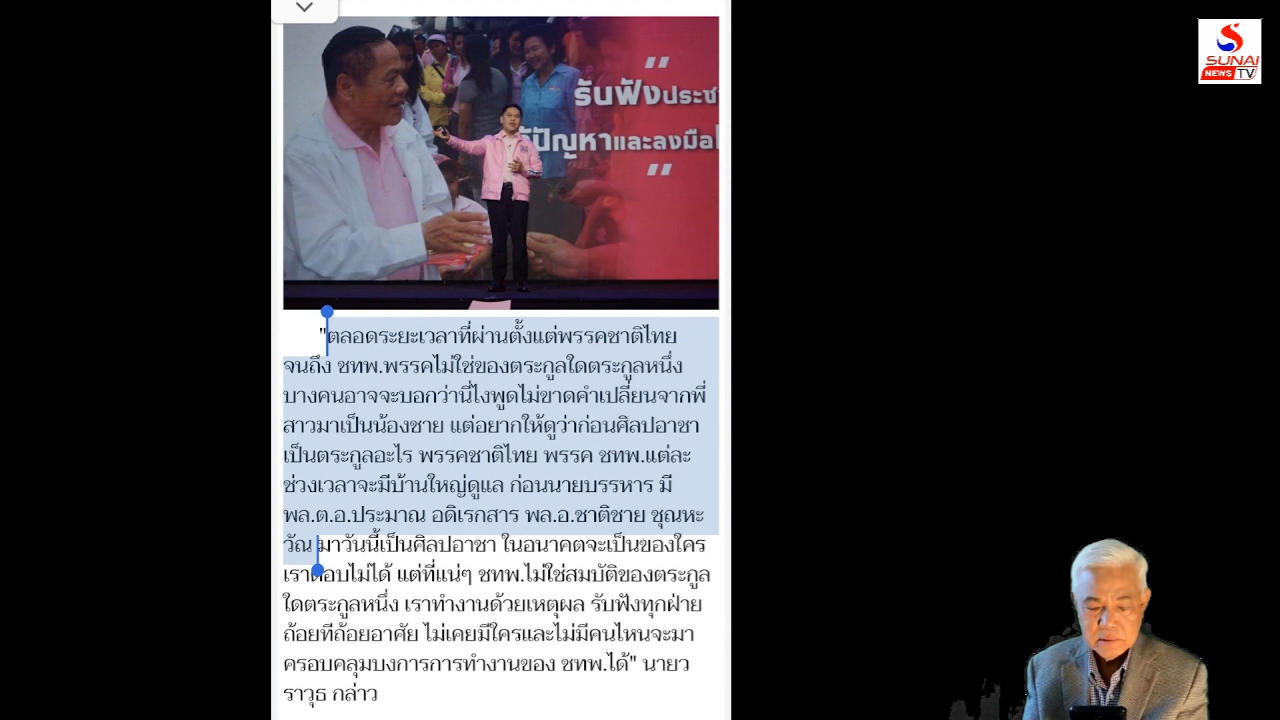 SUNAI
NEWS TV
"
รับฟังประชา
ปัญหาและลงมือ
"
"ตลอดระยะเวลาที่ผ่านตั้งแต่พรรคชาติไทย
จนถึง ชทพ.พรรคไม่ใช่ของตระกูลใดตระกูลหนึ่ง
บางคนอาจจะบอกว่านี่ไงพูดไม่ขาดคำเปลี่ยนจากพี่
สาวมาเป็นน้องชาย แต่อยากให้ดูว่าก่อนศิลปอาชา
เป็นตระกูลอะไร พรรคชาติไทย พรรค ชทพ.แต่ละ
ช่วงเวลาจะมีบ้านใหญ่ดูแล ก่อนนายบรรหาร มี
พล.ต.อ.ประมาณ อดิเรกสาร พล.อ.ชาติชาย ชุณหะ
วัณ มาวันนี้เป็นศิลปอาชา ในอนาคตจะเป็นของใคร
เราตอบไม่ได้ แต่ที่แน่ๆ ชทพ.ไม่ใช่สมบัติของตระกูล
ใดตระกูลหนึ่ง เราทำงานด้วยเหตุผล รับฟังทุกฝ่าย
ถ้อยทีถ้อยอาศัย ไม่เคยมีใครและไม่มีคนไหนจะมา
ครอบคลุมบงการการทำงานของ ชทพ.ได้" นายว
ราวุธ กล่าว